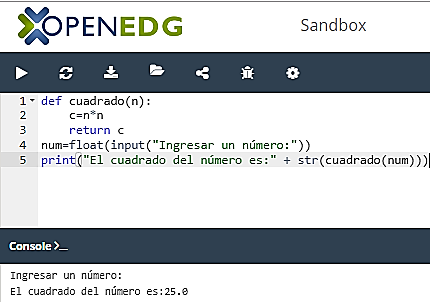 OPENEDG
Sandbox
1 def cuadrado(n):
2     c=n*n
3     return c
4 num=float(input("Ingresar un número:"))
5 print("El cuadrado del número es:" + str(cuadrado(num)))
Console >_
Ingresar un número:
El cuadrado del número es:25.0